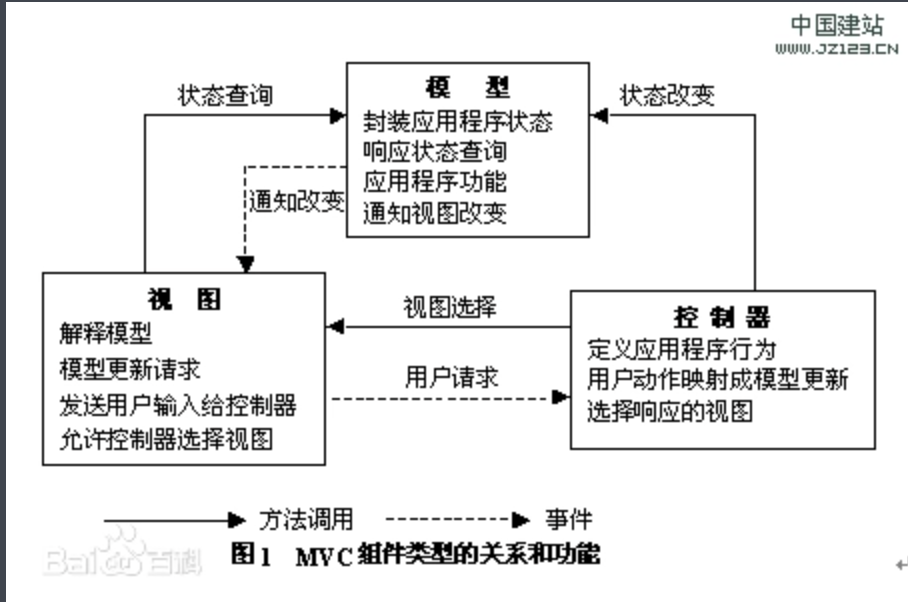 中国建站
WWW.JZ123.CN
状态查询
模 型
封装应用程序状态
响应状态查询
应用程序功能
通知视图改变
状态改变
通知改变
视 图
解释模型
模型更新请求
发送用户输入给控制器
允许控制器选择视图
视图选择
用户请求
控 制 器
定义应用程序行为
用户动作映射成模型更新
选择响应的视图
方法调用
事件
图1 MVC组件类型的关系和功能
Bai百科